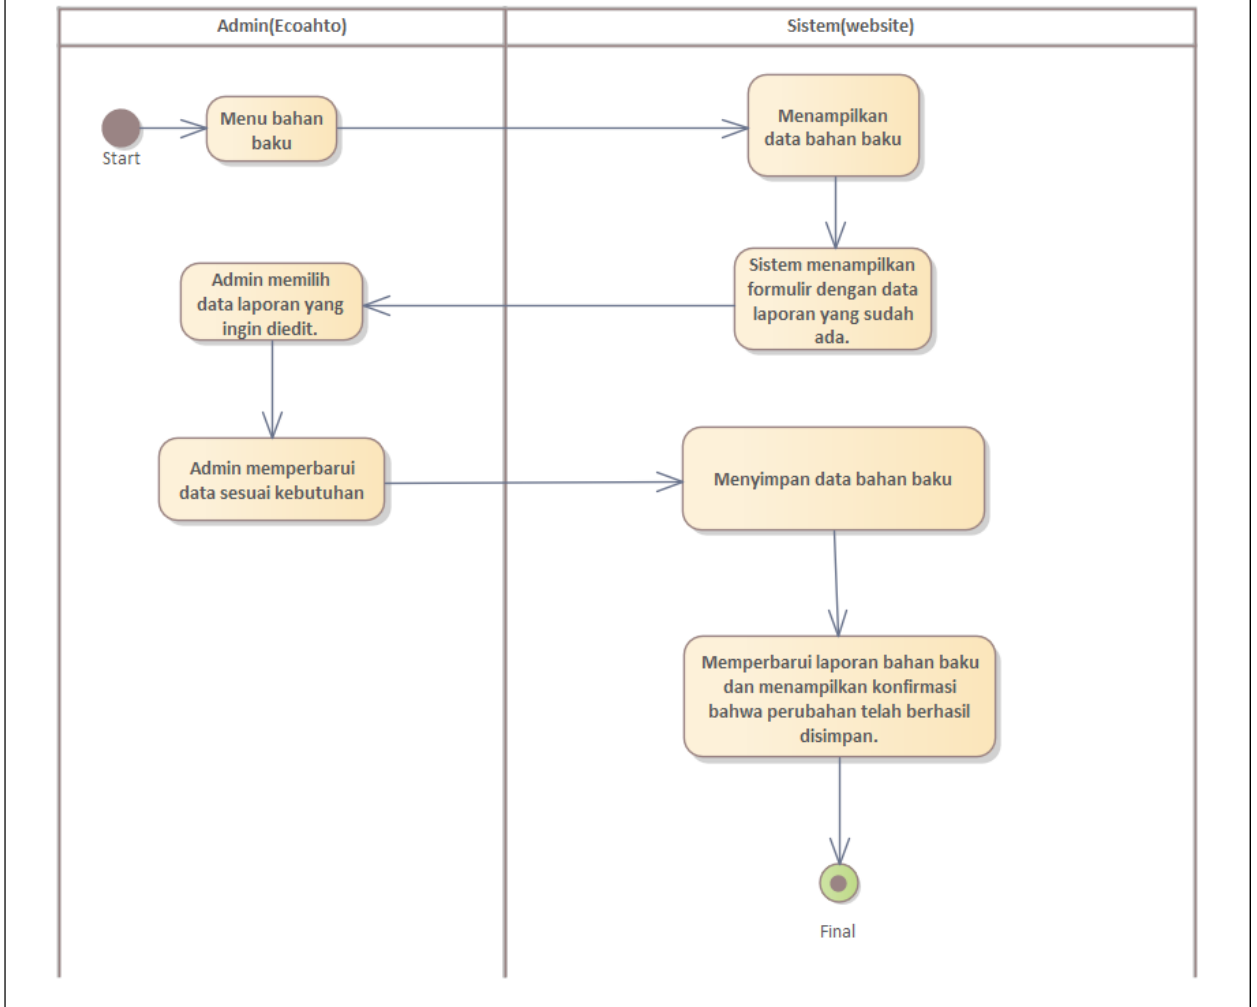 Admin(Ecoahto)
Sistem(website)
Start
Menu bahan
baku
Menampilkan
data bahan baku
Sistem menampilkan
formulir dengan data
laporan yang sudah
ada.
Admin memilih
data laporan yang
ingin diedit.
Admin memperbarui
data sesuai kebutuhan
Menyimpan data bahan baku
Memperbarui laporan bahan baku
dan menampilkan konfirmasi
bahwa perubahan telah berhasil
disimpan.
Final